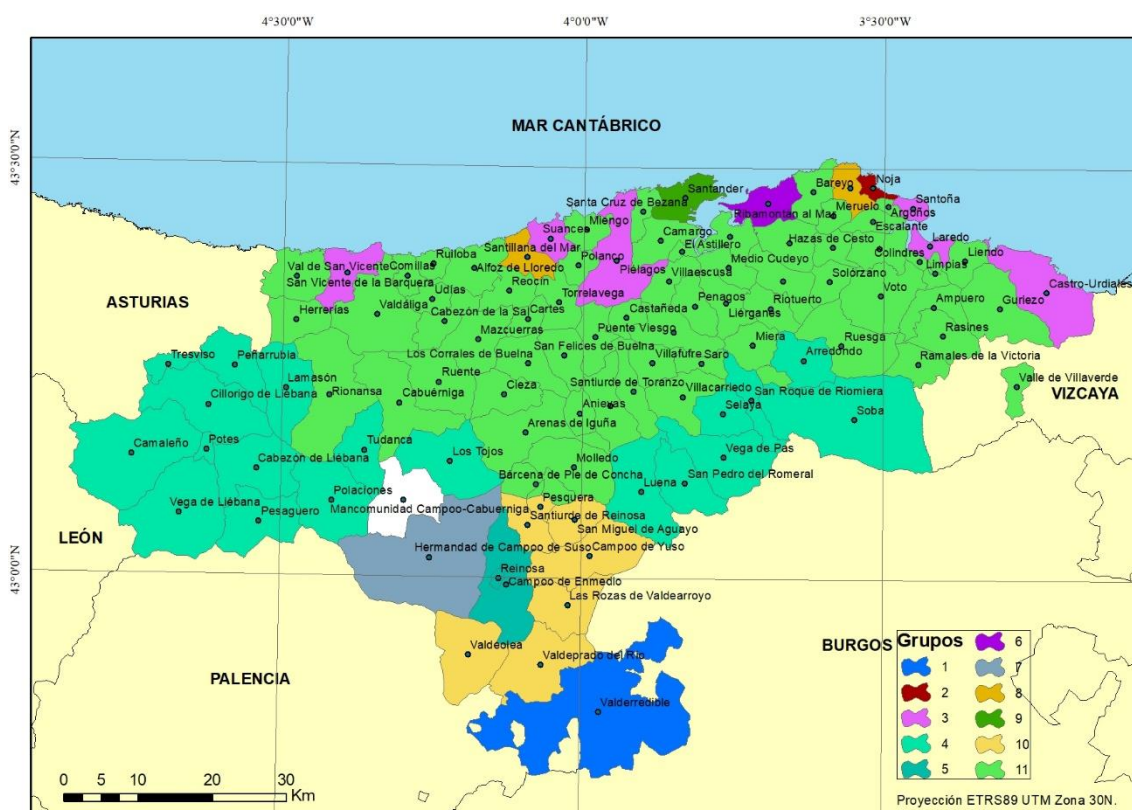 4°30'0"W
4°0'0"W
3°30'0"W
43°30'0"N
43°0'0"N
MAR CANTÁBRICO
ASTURIAS
LEÓN
PALENCIA
BURGOS
VIZCAYA
Bareyo
Noja
Santander
Santa Cruz de Bezana
Meruelo
Santoña
Miengo
Ribamontán al Mar
Argoños
Escalante
Suances
Camargo
Laredo
Santillana del Mar
El Astillero
Hazas de Cesto
Colindres
Liendo
Ruiloba
Polanco
Medio Cudeyo
Limpias
Val de San Vicente
Comillas
Alfoz de Lloredo
Piélagos
Villaescusa
Solórzano
San Vicente de la Barquera
Reocín
Castro-Urdiales
Udías
Torrelavega
Voto
Guriezo
Valdáliga
Penagos
Riotuerto
Ampuero
Herrerías
Cabezón de la Sal
Cartes
Castañeda
Liérganes
Mazcuerras
Puente Viesgo
Rasines
San Felices de Buelna
Miera
Ruesga
Los Corrales de Buelna
Villafufre
Saro
Arredondo
Ramales de la Victoria
Tresviso
Peñarrubia
Ruente
Lamasón
Cieza
Santiurde de Toranzo
Villacarriedo
Valle de Villaverde
Cillorigo de Liébana
Rionansa
Cabuérniga
Anievas
San Roque de Riomiera
Selaya
Soba
Arenas de Iguña
Camaleño
Potes
Tudanca
Los Tojos
Vega de Pas
Cabezón de Liébana
Molledo
Bárcena de Pie de Concha
Luena
San Pedro del Romeral
Vega de Liébana
Polaciones
Pesquera
Mancomunidad Campoo-Cabuerniga
Pesaguero
Santiurde de Reinosa
San Miguel de Aguayo
Hermandad de Campoo de Suso
Campoo de Yuso
Reinosa
Campoo de Enmedio
Las Rozas de Valdearroyo
Valdeolea
Valdeprado del Río
Valderredible
Grupos
1
2
3
4
5
6
7
8
9
10
11
0 5 10 20 30
Km
Proyección ETRS89 UTM Zona 30N.